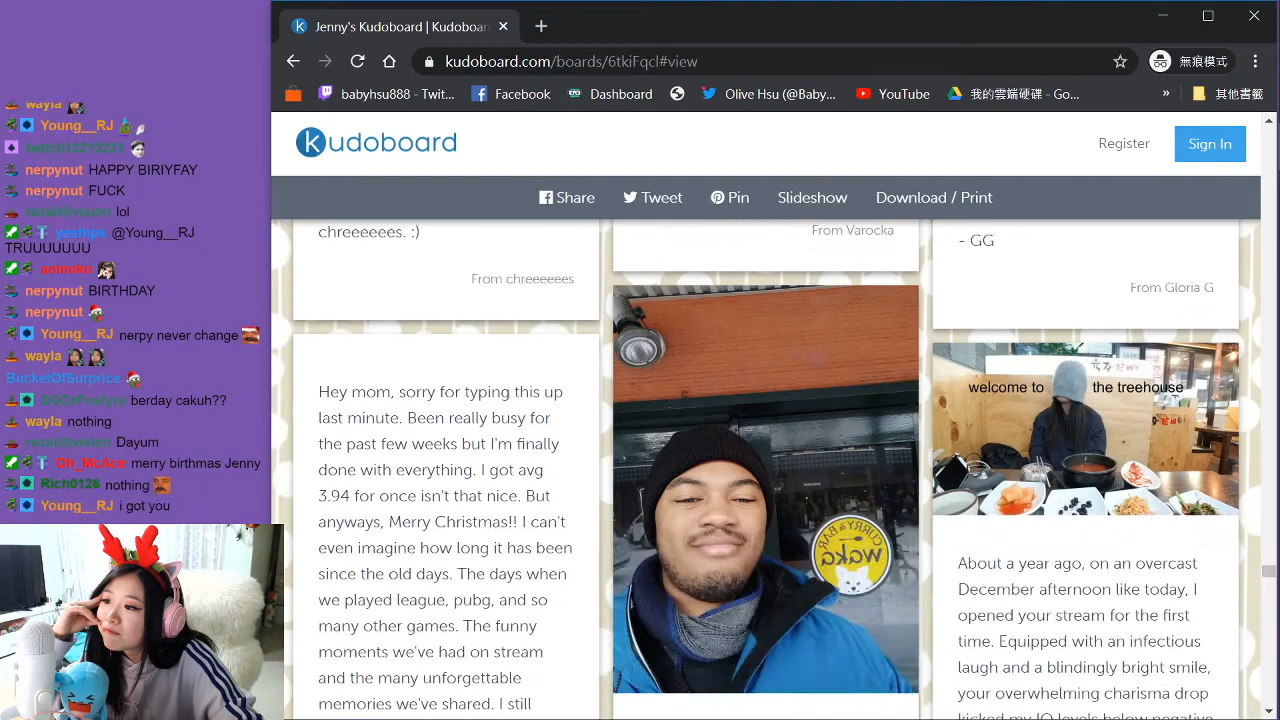 wayla
Young__RJ
twitch13213231
nerpynut HAPPY BIRIYFAY
nerpynut FUCK
lol
yeships @Young__RJ
TRUUUUUUU
aoinoko
nerpynut BIRTHDAY
nerpynut
Young__RJ nerpy never change
wayla
BucketOfSurprice
berday cakuh??
wayla nothing
Dayum
Oh_McAce merry birthmas Jenny
Rich0126 nothing
Young__RJ i got you
Jenny's Kudoboard | Kudoboar
kudoboard.com/boards/6tkiFqcl#view
無痕模式
babyhsu888 - Twit...
Facebook
Dashboard
Olive Hsu (@Baby...
YouTube
我的雲端硬碟 - Go...
»
其他書籤
kudoboard
Register
Sign In
Share
Tweet
Pin
Slideshow
Download / Print
chreeeeees. :)
From chreeeeees
Hey mom, sorry for typing this up
last minute. Been really busy for
the past few weeks but I'm finally
done with everything. I got avg
3.94 for once isn't that nice. But
anyways, Merry Christmas!! I can't
even imagine how long it has been
since the old days. The days when
we played league, pubg, and so
many other games. The funny
moments we've had on stream
and the many unforgettable
memories we've shared. I still
From Varocka
CURRY & BAR
waka
- GG
From Gloria G
welcome to the treehouse
About a year ago, on an overcast
December afternoon like today, I
opened your stream for the first
time. Equipped with an infectious
laugh and a blindingly bright smile,
your overwhelming charisma drop
kicked my IQ levels below negative